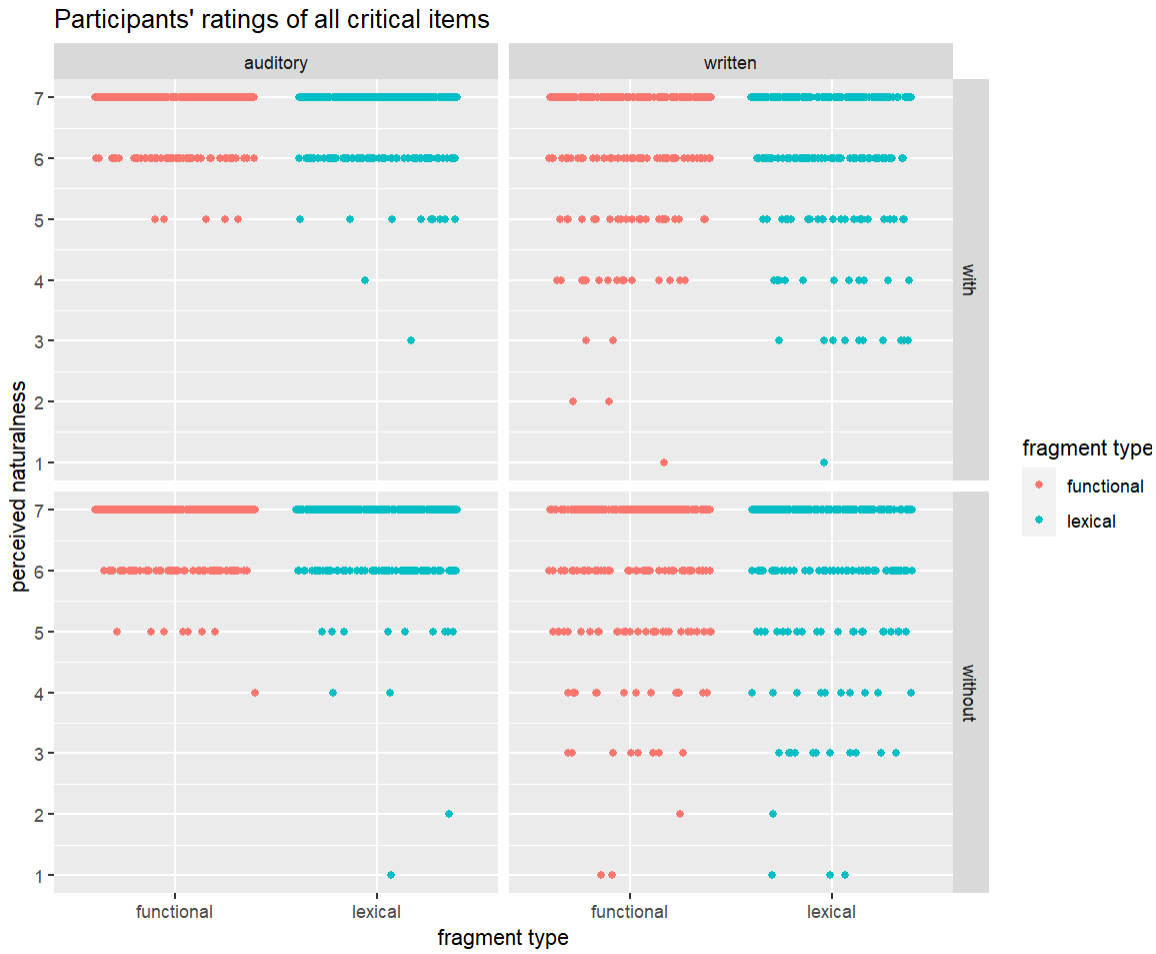 Participants' ratings of all critical items
auditory
written
perceived naturalness
7
6
5
4
3
2
1
with
7
6
5
4
3
2
1
without
functional
lexical
functional
lexical
fragment type
fragment type
functional
lexical